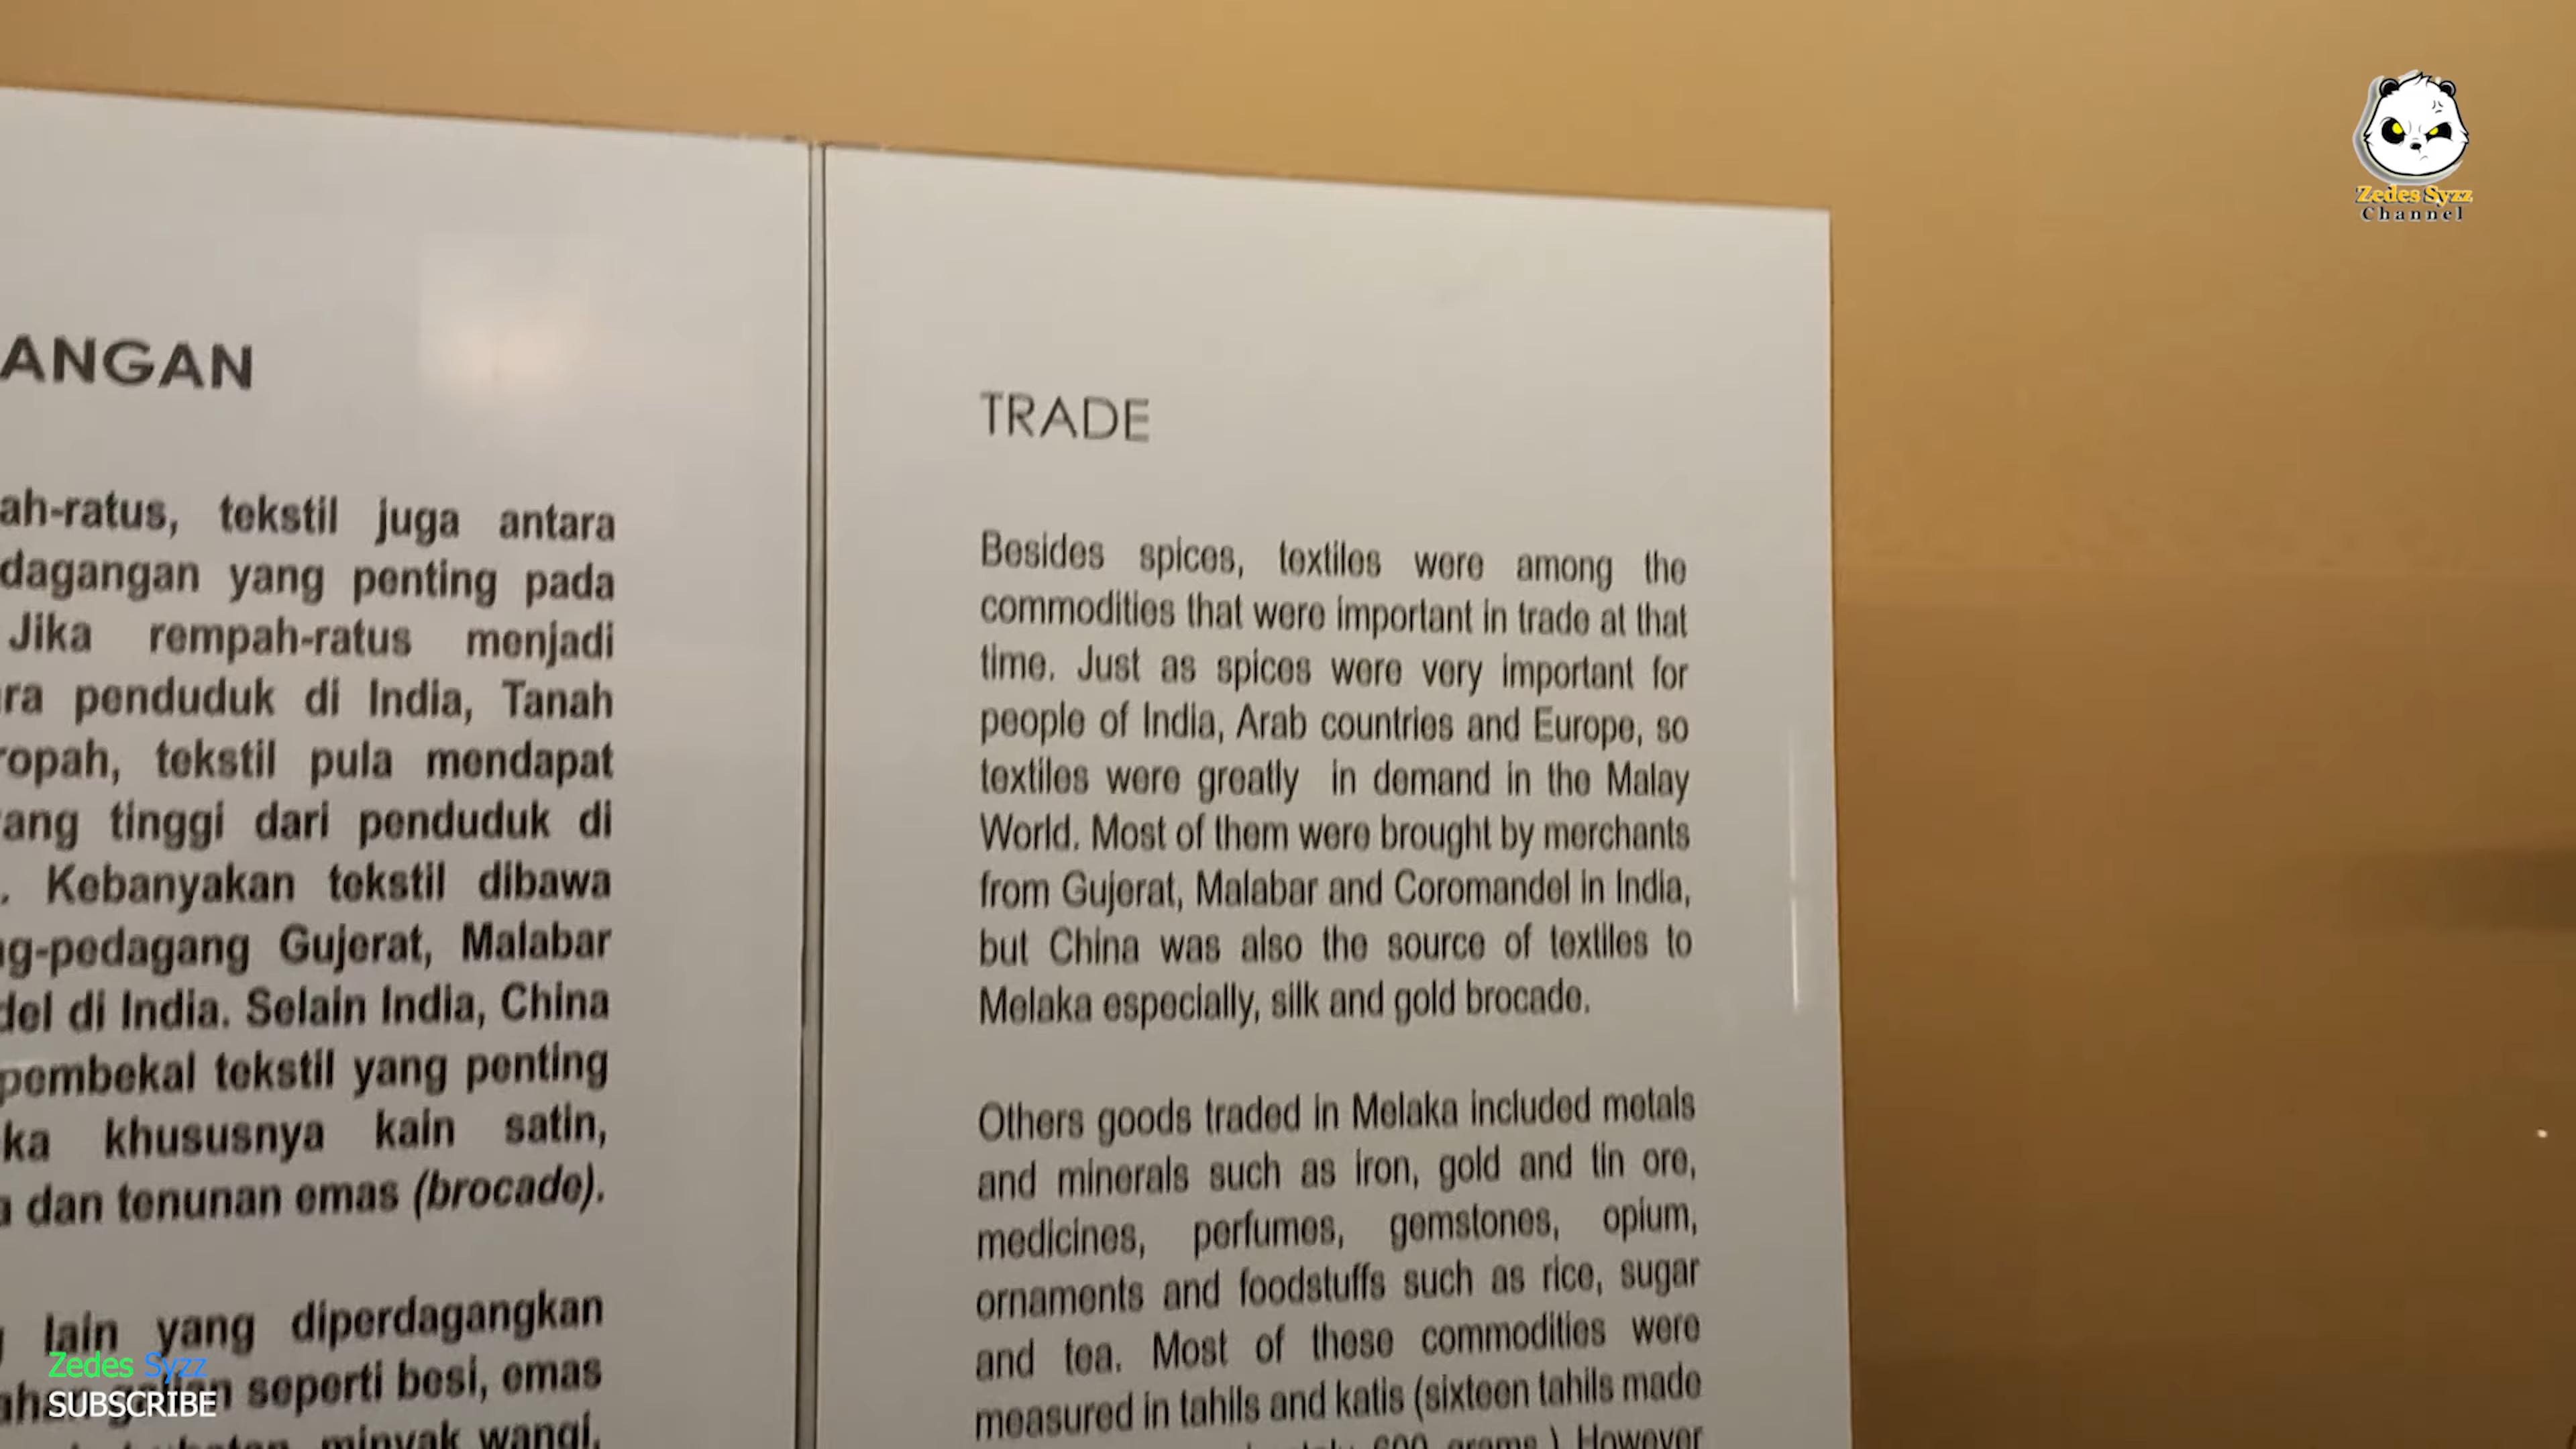 ANGAN
ah-ratus, tekstil juga antara
dagangan yang penting pada
Jika rempah-ratus menjadi
ra penduduk di India, Tanah
ropah, tekstil pula mendapat
ang tinggi dari penduduk di
. Kebanyakan tekstil dibawa
g-pedagang Gujerat, Malabar
del di India. Selain India, China
pembekal tekstil yang penting
ka khususnya kain satin,
a dan tenunan emas (brocade).
lain yang diperdagangkan
seperti besi, emas
minyak wangi,
TRADE
Besides spices, textiles were among the
commodities that were important in trade at that
time. Just as spices were very important for
people of India, Arab countries and Europe, so
textiles were greatly in demand in the Malay
World. Most of them were brought by merchants
from Gujerat, Malabar and Coromandel in India,
but China was also the source of textiles to
Melaka especially, silk and gold brocade.
Others goods traded in Melaka included metals
and minerals such as iron, gold and tin ore,
medicines, perfumes, gemstones, opium,
ornaments and foodstuffs such as rice, sugar
and tea. Most of these commodities were
measured in tahils and katis (sixteen tahils made
600 grams.) However
Zedes Syzz
Channel
Zedes Syzz
SUBSCRIBE